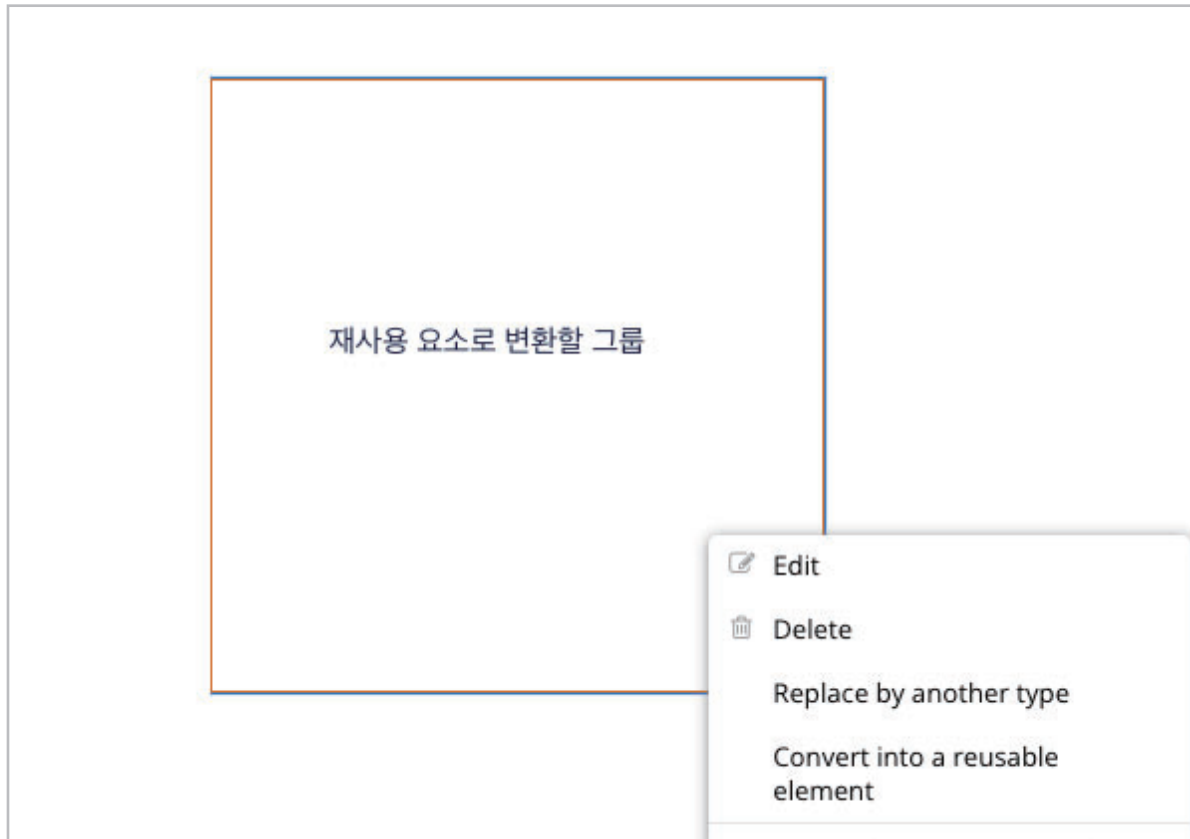 재사용 요소로 변환할 그룹
Edit
Delete
Replace by another type
Convert into a reusable
element